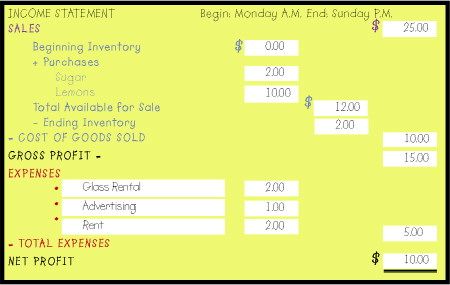 INCOME STATEMENT Begin: Monday A.M. End: Sunday P.M.
SALES $ 25.00
Beginning Inventory $ 0.00
+ Purchases
Sugar 2.00
Lemons 10.00
Total Available for Sale $ 12.00
- Ending Inventory 2.00
- COST OF GOODS SOLD 10.00
GROSS PROFIT - 15.00
EXPENSES
• Glass Rental 2.00
• Advertising 1.00
• Rent 2.00
5.00
- TOTAL EXPENSES
NET PROFIT $ 10.00